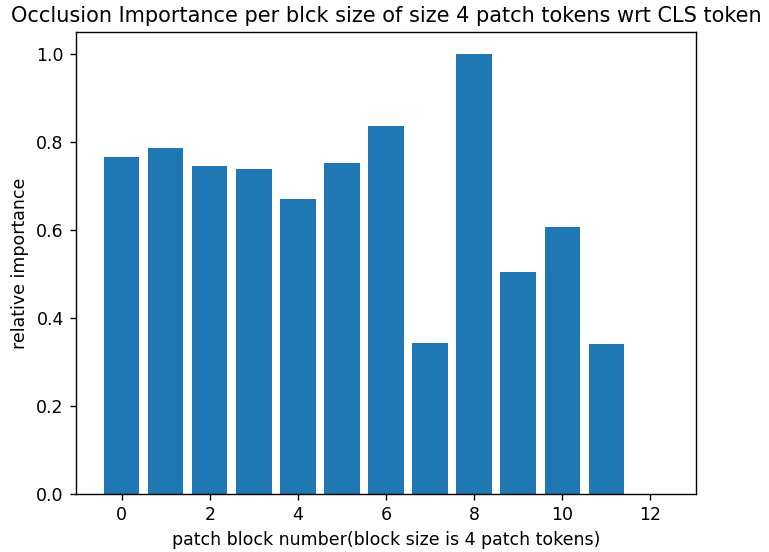 Occlusion Importance per blck size of size 4 patch tokens wrt CLS token
1.0
0.8
0.6
0.4
0.2
0.0
relative importance
0 2 4 6 8 10 12
patch block number(block size is 4 patch tokens)